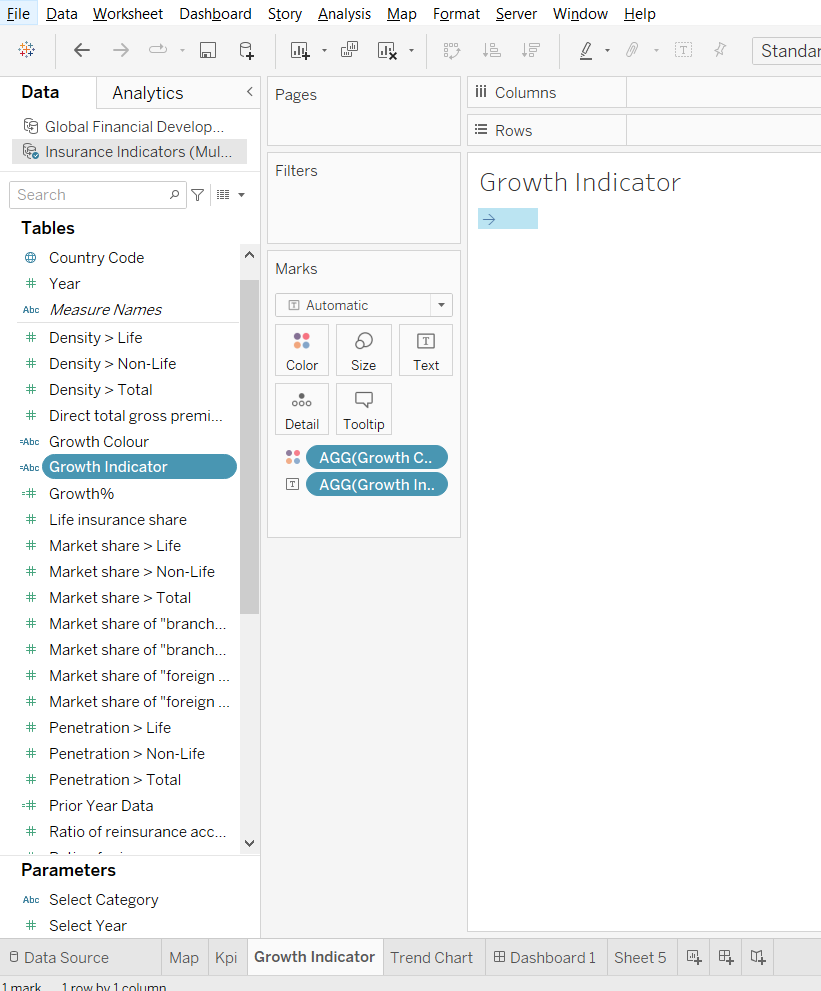 File Data Worksheet Dashboard Story Analysis Map Format Server Window Help
Standar
Data Analytics
Global Financial Develop...
Insurance Indicators (Mul...
Search
Tables
Country Code
Year
Abc Measure Names
Density > Life
Density > Non-Life
Density > Total
Direct total gross premi...
=Abc Growth Colour
=Abc Growth Indicator
Growth%
Life insurance share
Market share > Life
Market share > Non-Life
Market share > Total
Market share of "branch...
Market share of "branch...
Market share of "foreign ...
Market share of "foreign ...
Penetration > Life
Penetration > Non-Life
Penetration > Total
Prior Year Data
Ratio of reinsurance acc...
Parameters
Abc Select Category
Select Year
Pages
Filters
Marks
T Automatic
Color Size Text
Detail Tooltip
AGG(Growth C..
T AGG(Growth In..
Columns
Rows
Growth Indicator
→
Data Source Map Kpi Growth Indicator Trend Chart Dashboard 1 Sheet 5
1 mark 1 row by 1 column